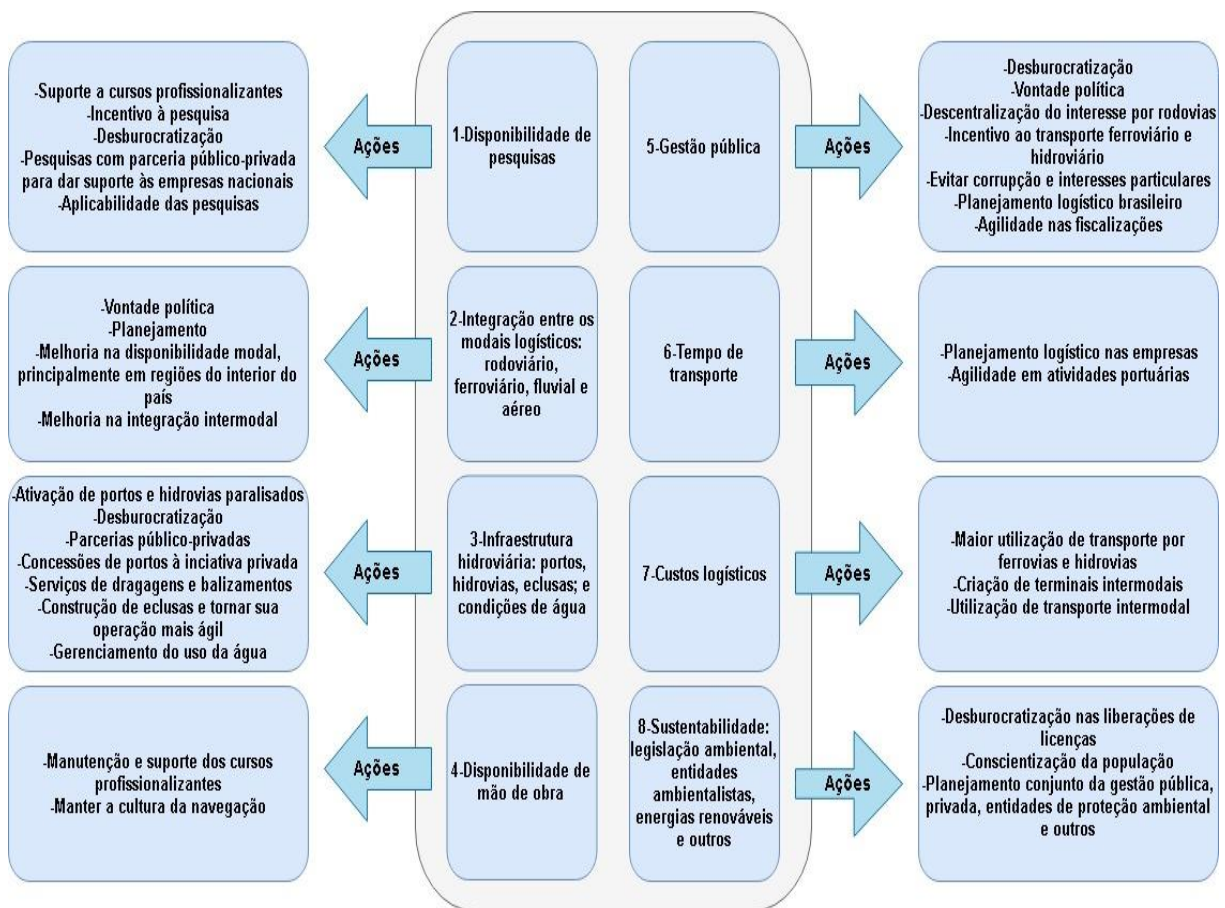 -Suporte a cursos profissionalizantes
-Incentivo à pesquisa
-Desburocratização
-Pesquisas com parceria público-privada
para dar suporte às empresas nacionais
-Aplicabilidade das pesquisas
Ações
1-Disponibilidade de
pesquisas
5-Gestão pública
Ações
-Desburocratização
-Vontade política
-Descentralização do interesse por rodovias
-Incentivo ao transporte ferroviário e
hidroviário
-Evitar corrupção e interesses particulares
-Planejamento logístico brasileiro
-Agilidade nas fiscalizações
-Vontade política
-Planejamento
-Melhoria na disponibilidade modal,
principalmente em regiões do interior do
país
-Melhoria na integração intermodal
Ações
2-Integração entre os
modais logísticos:
rodoviário,
ferroviário, fluvial e
aéreo
6-Tempo de
transporte
Ações
-Planejamento logístico nas empresas
-Agilidade em atividades portuárias
-Ativação de portos e hidrovias paralisados
-Desburocratização
-Parcerias público-privadas
-Concessões de portos à inciativa privada
-Serviços de dragagens e balizamentos
-Construção de eclusas e tornar sua
operação mais ágil
-Gerenciamento do uso da água
Ações
3-Infraestrutura
hidroviária: portos,
hidrovias, eclusas; e
condições de água
7-Custos logísticos
Ações
-Maior utilização de transporte por
ferrovias e hidrovias
-Criação de terminais intermodais
-Utilização de transporte intermodal
-Manutenção e suporte dos cursos
profissionalizantes
-Manter a cultura da navegação
Ações
4-Disponibilidade de
mão de obra
8-Sustentabilidade:
legislação ambiental,
entidades
ambientalistas,
energias renováveis
e outros
Ações
-Desburocratização nas liberações de
licenças
-Conscientização da população
-Planejamento conjunto da gestão pública,
privada, entidades de proteção ambiental
e outros